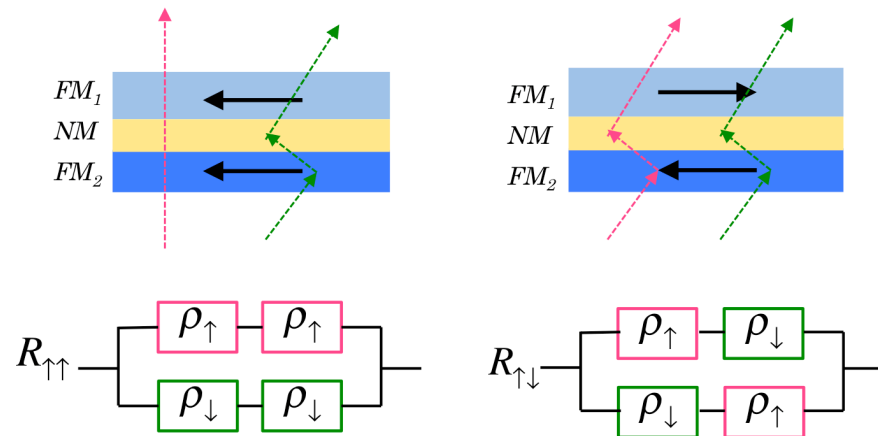 FM₁
NM
FM₂
FM₁
NM
FM₂
R↑↑
ρ↑ ρ↑
ρ↓ ρ↓
R↑↓
ρ↑ ρ↓
ρ↓ ρ↑